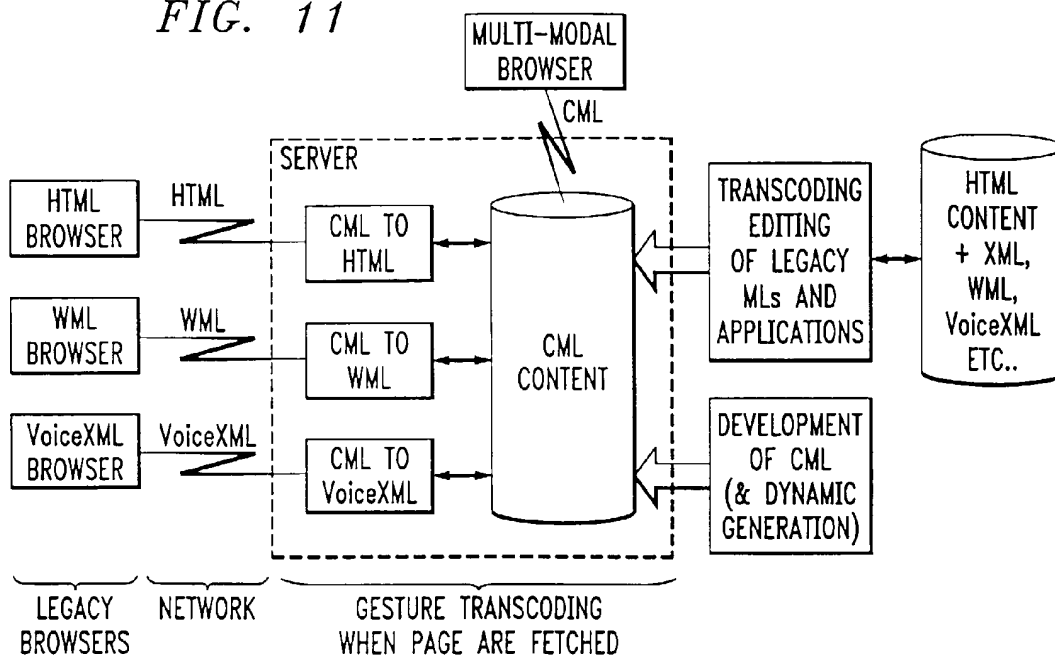 FIG. 11
MULTI-MODAL
BROWSER
CML
SERVER
HTML
BROWSER
HTML
CML TO
HTML
WML
BROWSER
WML
CML TO
WML
VoiceXML
BROWSER
VoiceXML
CML TO
VoiceXML
CML
CONTENT
TRANSCODING
EDITING
OF LEGACY
MLs AND
APPLICATIONS
HTML
CONTENT
+ XML,
WML,
VoiceXML
ETC..
DEVELOPMENT
OF CML
(& DYNAMIC
GENERATION)
LEGACY
BROWSERS
NETWORK
GESTURE TRANSCODING
WHEN PAGE ARE FETCHED